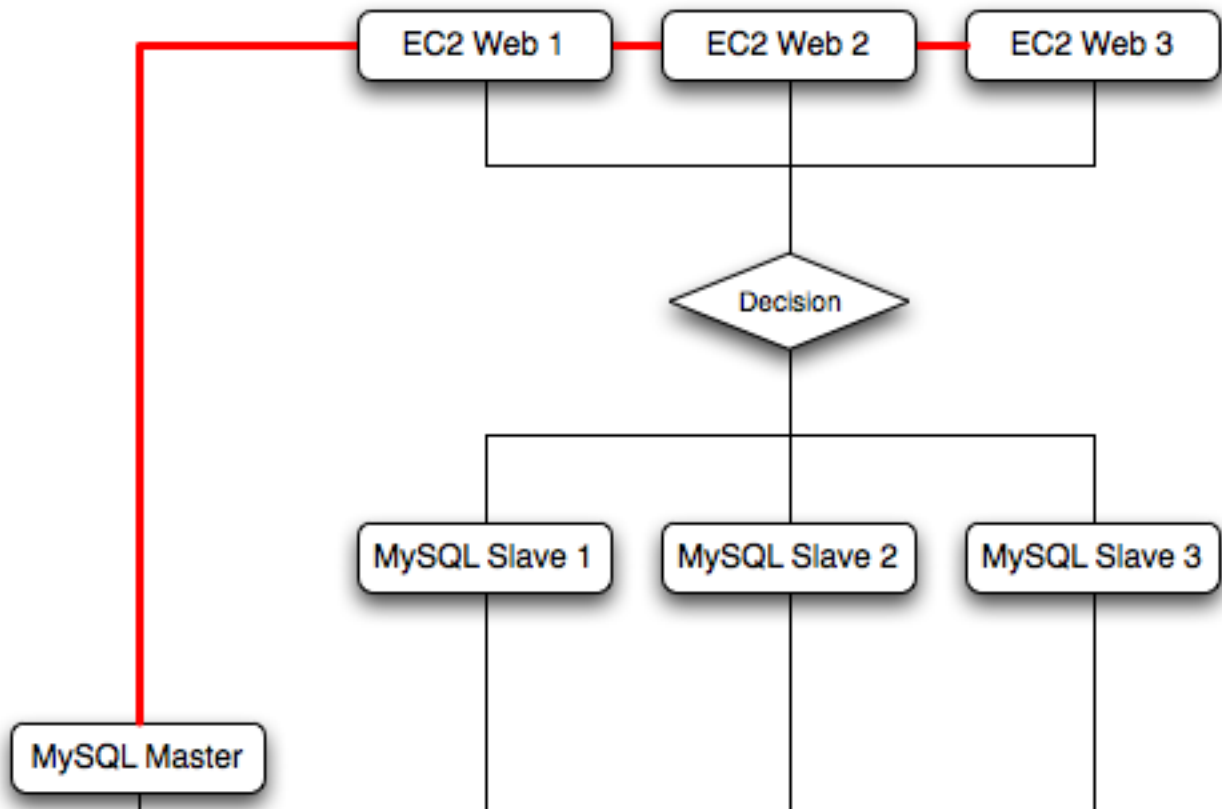 EC2 Web 1
EC2 Web 2
EC2 Web 3
Decision
MySQL Slave 1
MySQL Slave 2
MySQL Slave 3
MySQL Master